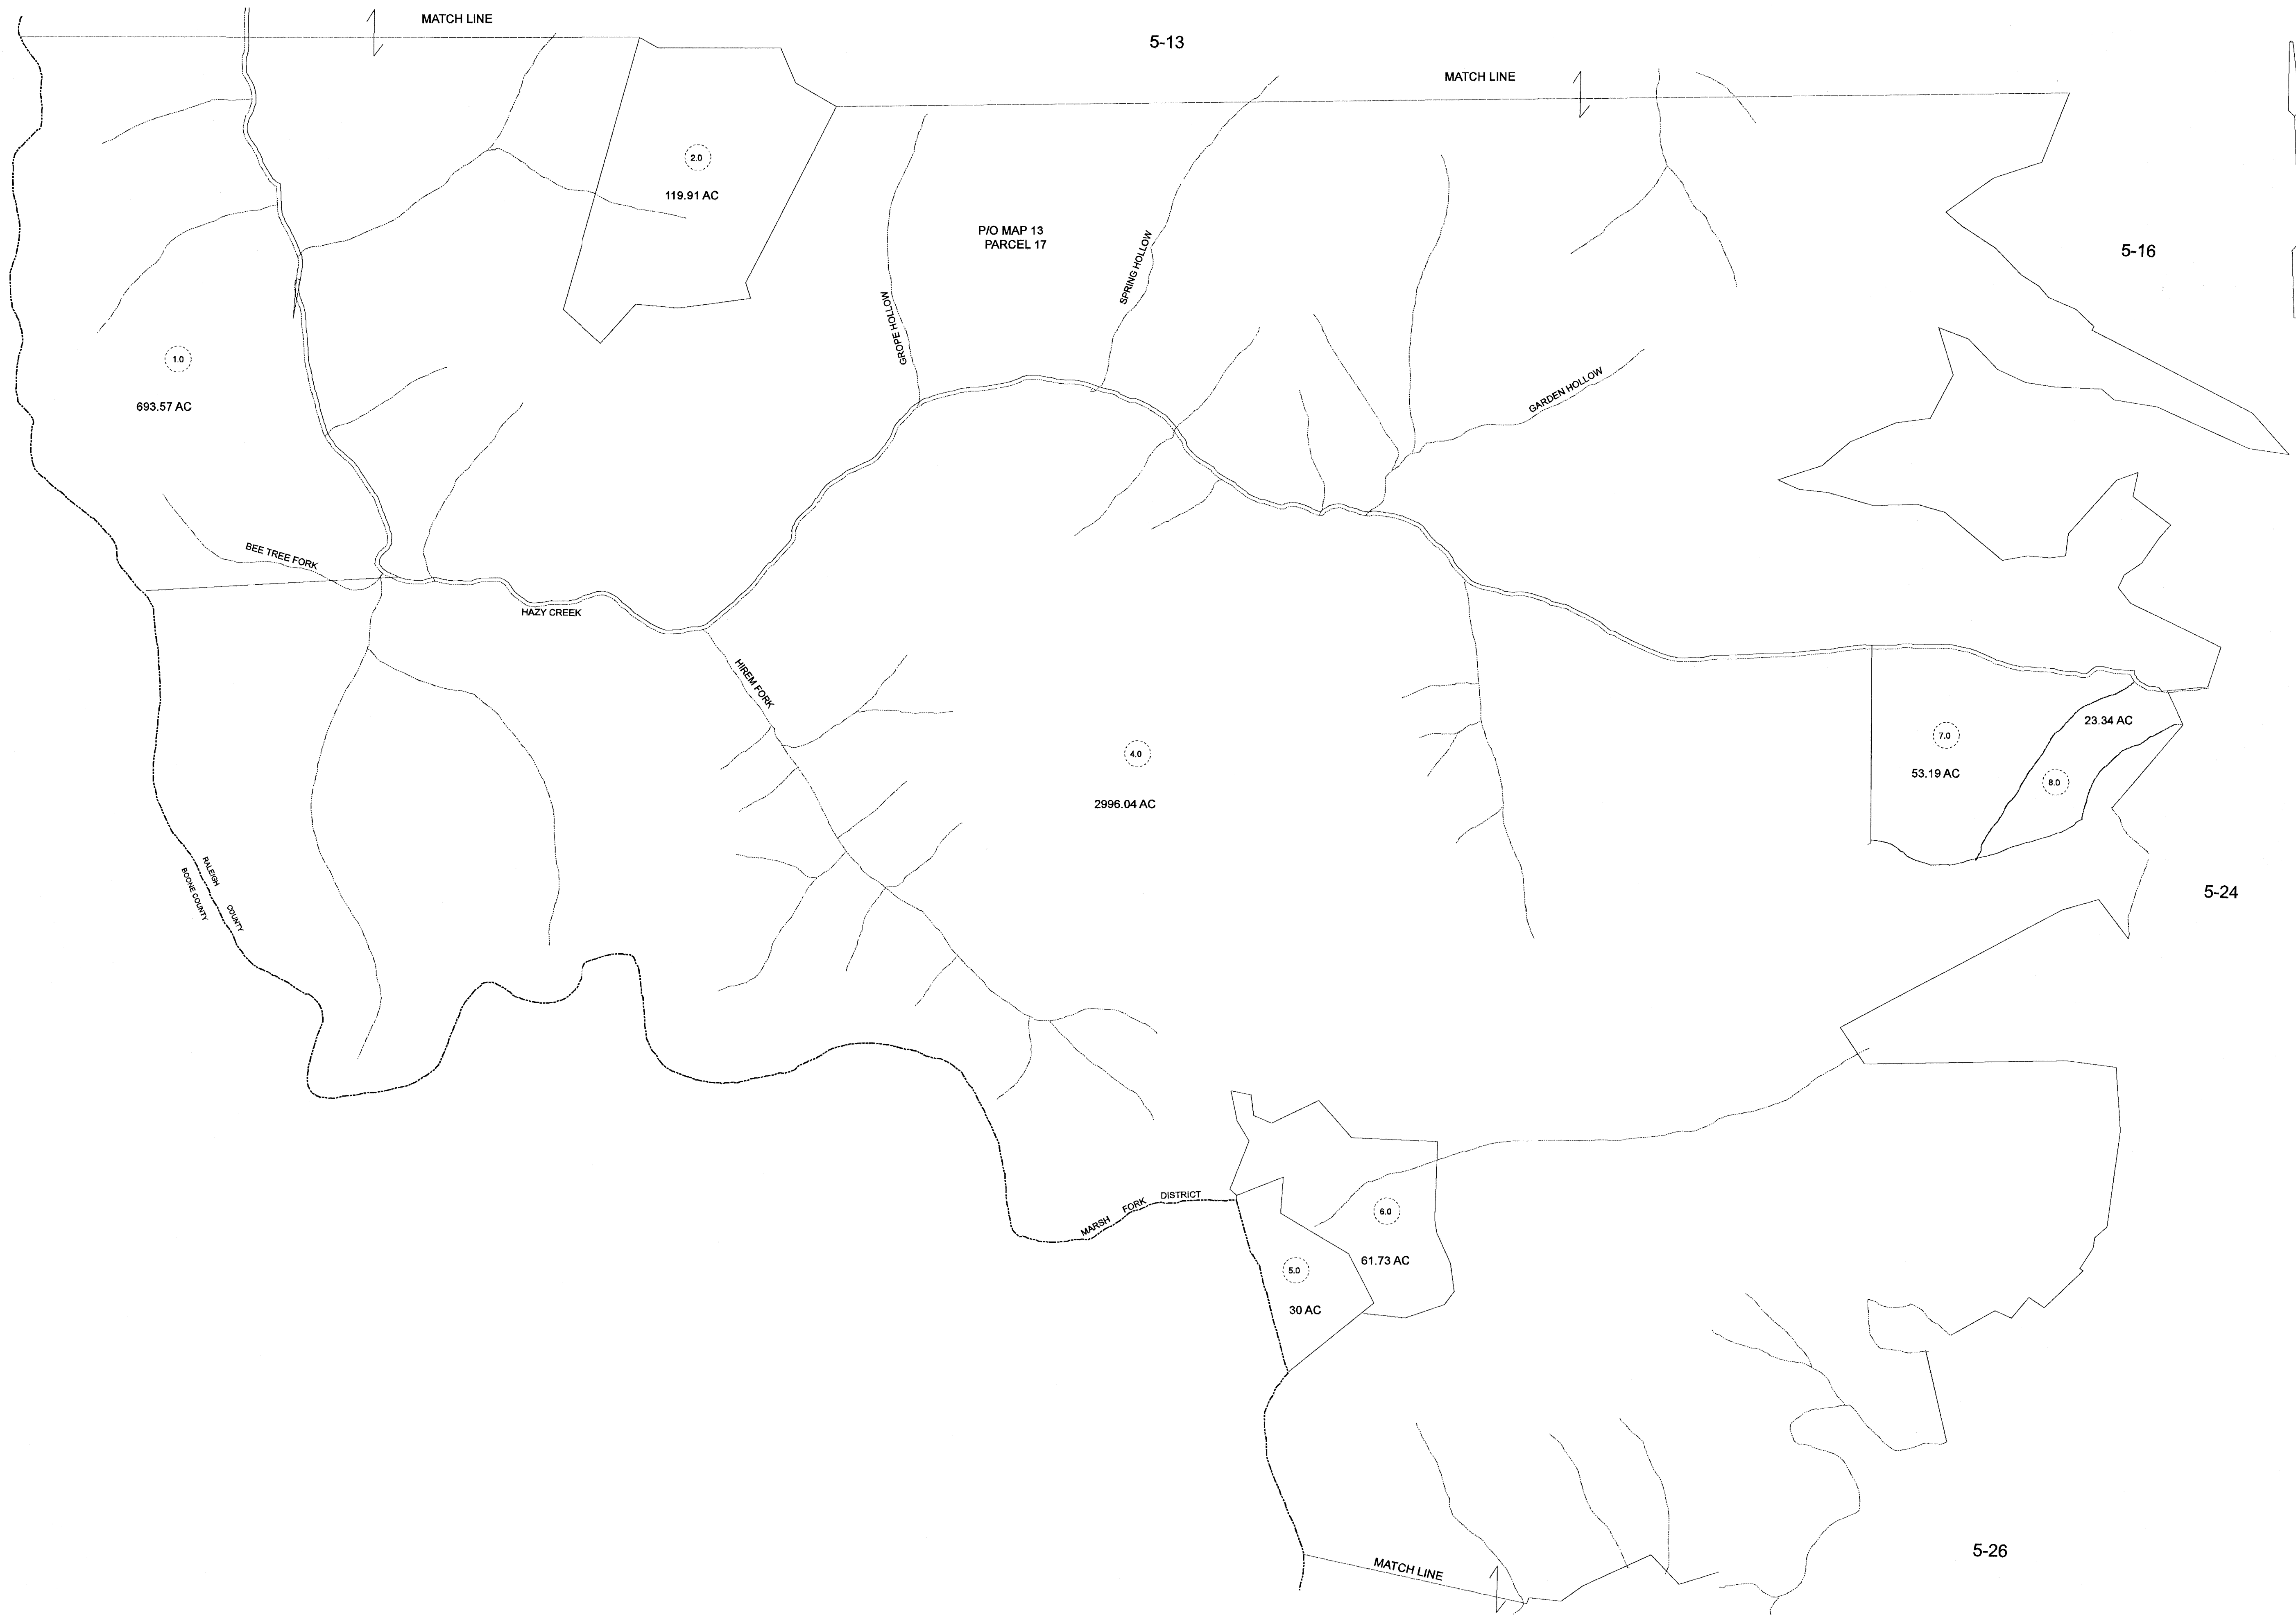 MATCH LINE
5-13
MATCH LINE
2.0
119.91 AC
P/O MAP 13
PARCEL 17
5-16
SPRING HOLLOW
GROPE HOLLOW
1.0
693.57 AC
GARDEN HOLLOW
BEE TREE FORK
HAZY CREEK
HIREM FORK
4.0
2996.04 AC
7.0
53.19 AC
23.34 AC
8.0
RALEIGH COUNTY
BOONE COUNTY
5-24
MARSH FORK DISTRICT
6.0
61.73 AC
5.0
30 AC
5-26
MATCH LINE